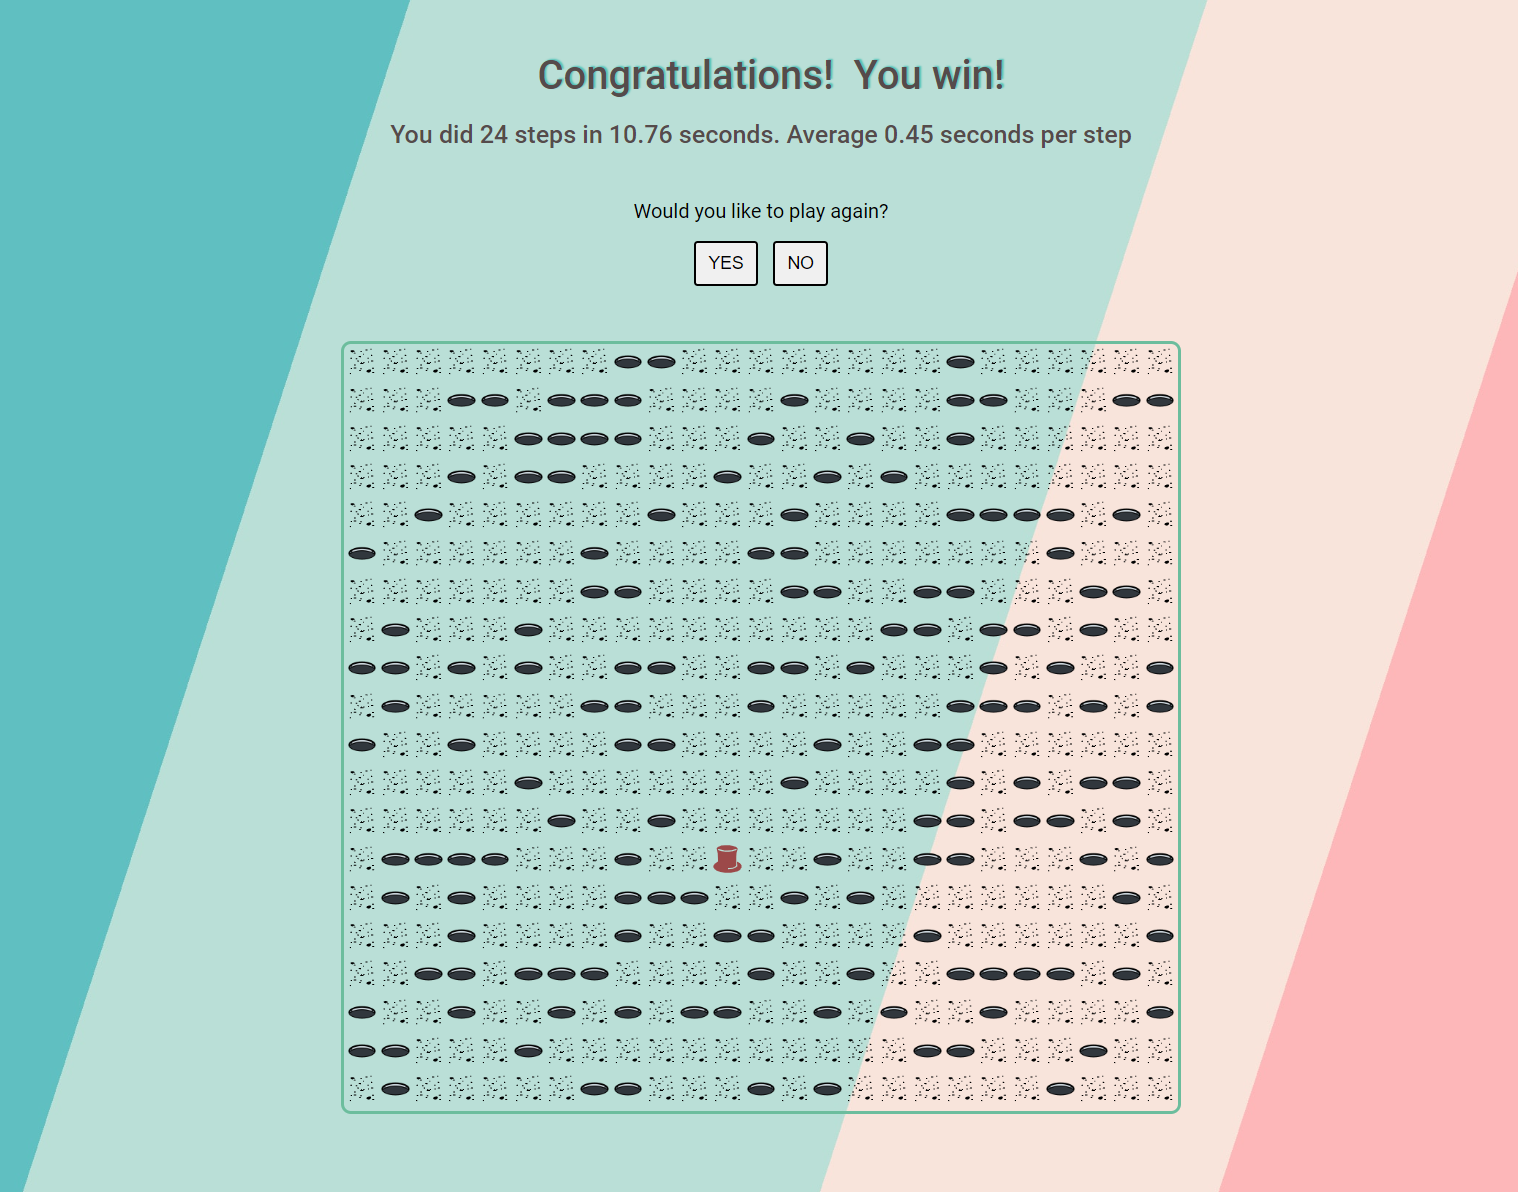 Congratulations! You win!
You did 24 steps in 10.76 seconds. Average 0.45 seconds per step
Would you like to play again?
YES NO